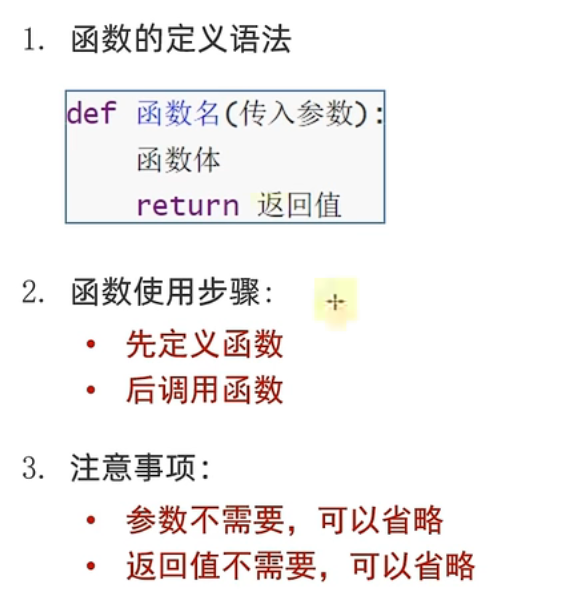 1. 函数的定义语法
def 函数名(传入参数):
函数体
return 返回值
2. 函数使用步骤:
• 先定义函数
• 后调用函数
3. 注意事项:
• 参数不需要，可以省略
• 返回值不需要，可以省略